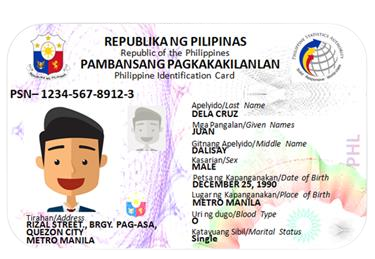 REPUBLIKA NG PILIPINAS
Republic of the Philippines
PAMBANSANG PAGKAKAKILANLAN
Philippine Identification Card
PSN– 1234-567-8912-3
Apelyido/Last Name
DELA CRUZ
Mga Pangalan/Given Names
JUAN
Gitnang Apelyido/Middle Name
DALISAY
Kasarian/Sex
MALE
Petsa ng Kapanganakan/Date of Birth
DECEMBER 25, 1990
Lugar ng Kapanganakan/Place of Birth
METRO MANILA
Uri ng dugo/Blood Type
O
Katayuang Sibil/Marital Status
Single
Tirahan/Address
RIZAL STREET., BRGY. PAG-ASA,
QUEZON CITY
METRO MANILA
PHL
PHILIPPINE STATISTICS AUTHORITY